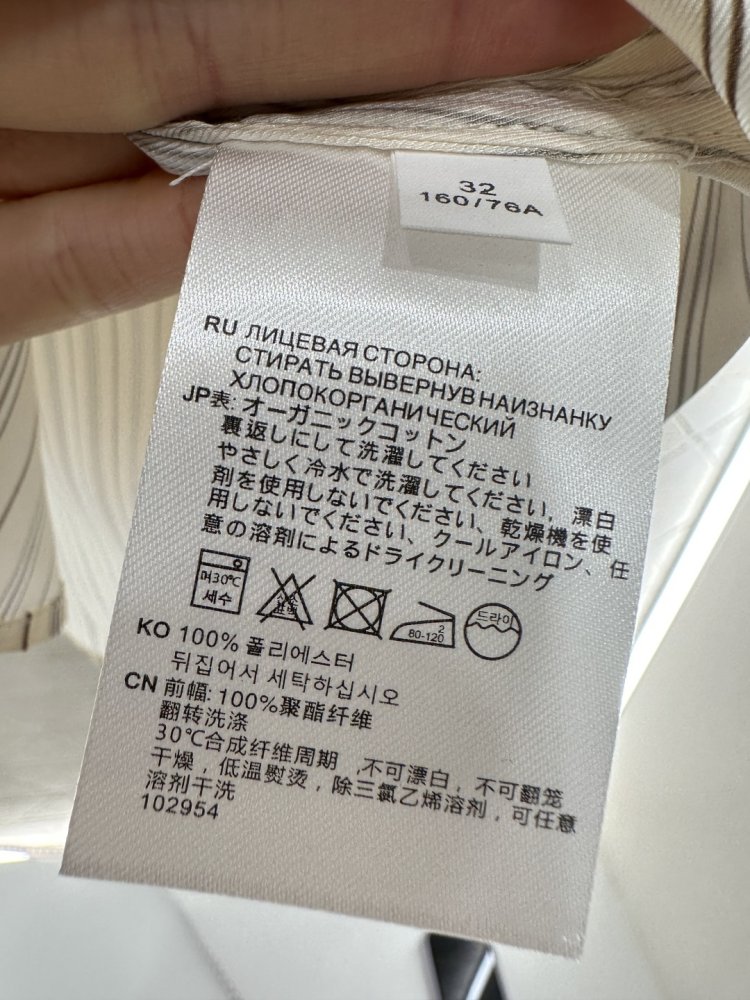 32
160/76A
RU ЛИЦЕВАЯ СТОРОНА:
СТИРАТЬ ВЫВЕРНУВ НАИЗНАНКУ
ХЛОПОКОРГАНИЧЕСКИЙ
JP表: オーガニックコットン
裏返しにして洗濯してください
やさしく冷水で洗濯してください, 漂白
剤を使用しないでください、乾燥機を使
用しないでください、クールアイロン、任
意の溶剤によるドライクリーニング
30℃
세수
2
80-120
드라이
KO 100% 폴리에스터
뒤집어서 세탁하십시오
CN 前幅: 100%聚酯纤维
翻转洗涤
30℃合成纤维周期 ,不可漂白, 不可翻笼
干燥, 低温熨烫, 除三氯乙烯溶剂, 可任意
溶剂干洗
102954